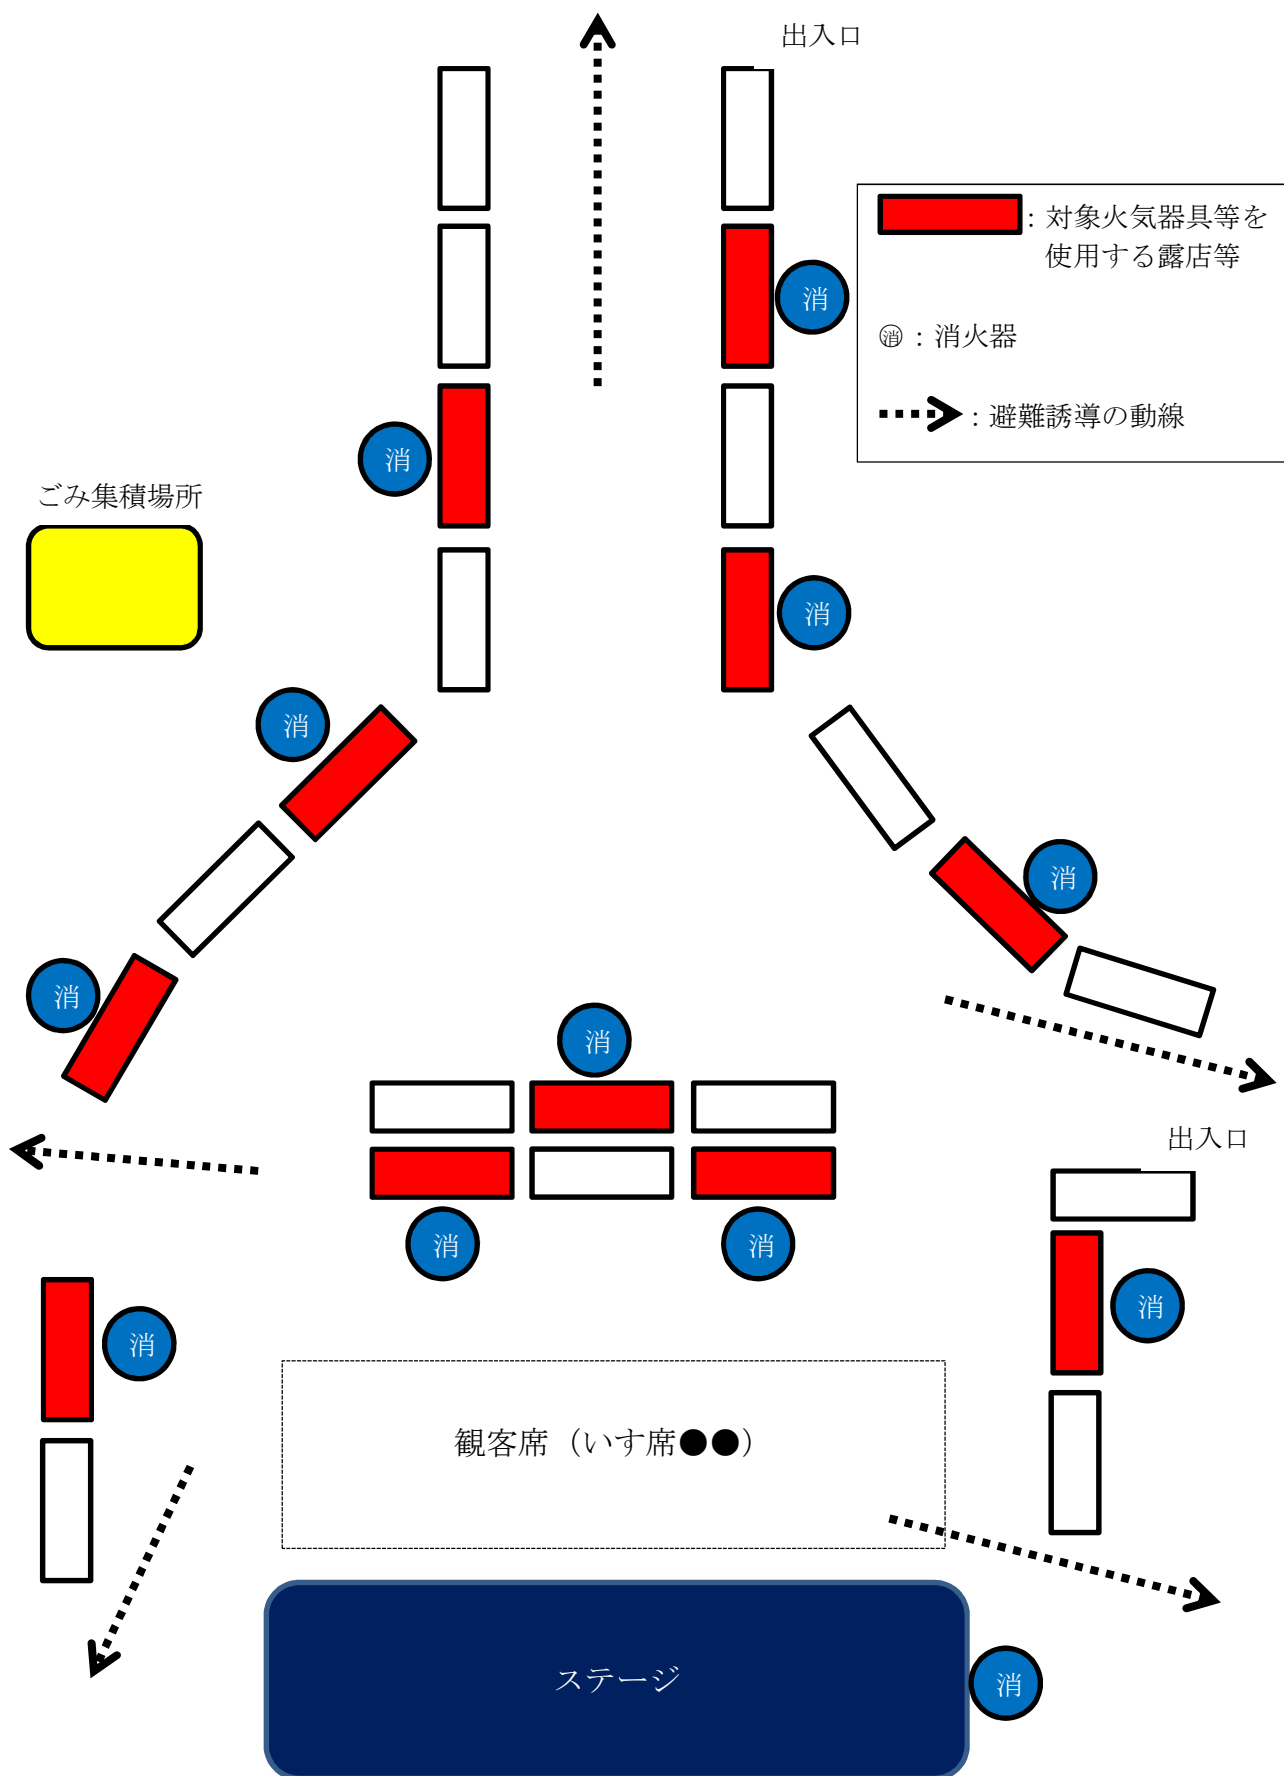 出入口
：対象火気器具等を
使用する露店等
消
㊋：消火器
消
：避難誘導の動線
ごみ集積場所
消
消
消
消
消
出入口
消
消
消
消
観客席（いす席●●）
ステージ
消